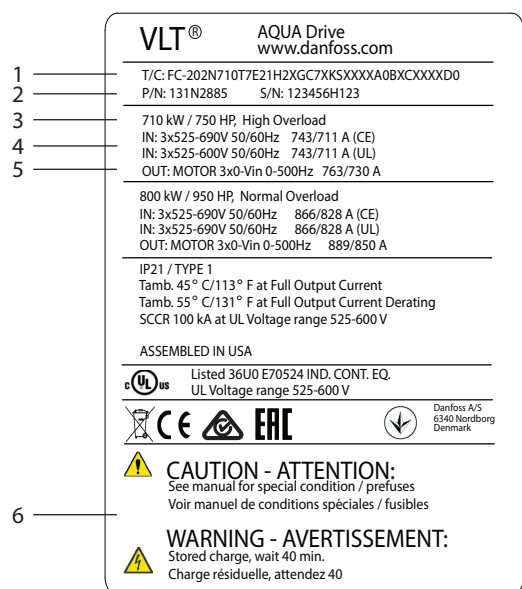 VLT® AQUA Drive
www.danfoss.com
1 T/C: FC-202N710T7E21H2XGC7XKSXXXXA0BXCXXXXD0
2 P/N: 131N2885 S/N: 123456H123
3 710 kW / 750 HP, High Overload
4 IN: 3x525-690V 50/60Hz 743/711 A (CE)
IN: 3x525-600V 50/60Hz 743/711 A (UL)
5 OUT: MOTOR 3x0-Vin 0-500Hz 763/730 A
800 kW / 950 HP, Normal Overload
IN: 3x525-690V 50/60Hz 866/828 A (CE)
IN: 3x525-690V 50/60Hz 866/828 A (UL)
OUT: MOTOR 3x0-Vin 0-500Hz 889/850 A
IP21 / TYPE 1
Tamb. 45° C/113° F at Full Output Current
Tamb. 55° C/131° F at Full Output Current Derating
SCCR 100 kA at UL Voltage range 525-600 V
ASSEMBLED IN USA
c UL us Listed 36U0 E70524 IND. CONT. EQ.
UL Voltage range 525-600 V
CE EAC
Danfoss A/S
6340 Nordborg
Denmark
CAUTION - ATTENTION:
See manual for special condition / prefuses
Voir manuel de conditions spéciales / fusibles
6
WARNING - AVERTISSEMENT:
Stored charge, wait 40 min.
Charge résiduelle, attendez 40